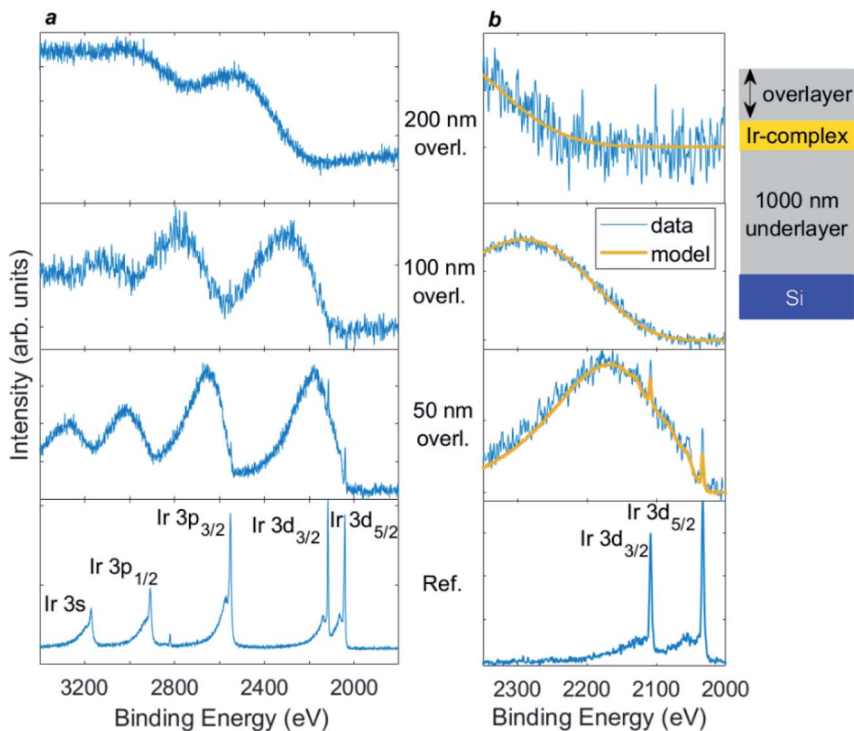 a
b
200 nm
overl.
overlayer
Ir-complex
1000 nm
underlayer
Si
100 nm
overl.
data
model
50 nm
overl.
Intensity (arb. units)
Ir 3s
Ir 3p1/2
Ir 3p3/2
Ir 3d3/2
Ir 3d5/2
Ref.
Ir 3d3/2
Ir 3d5/2
3200 2800 2400 2000
Binding Energy (eV)
2300 2200 2100 2000
Binding Energy (eV)